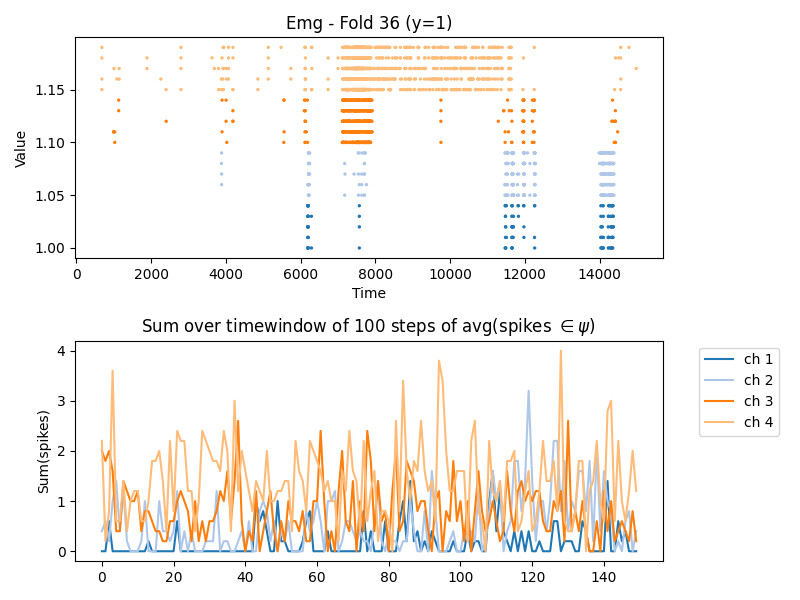 Emg - Fold 36 (y=1)
Value
1.15
1.10
1.05
1.00
0 2000 4000 6000 8000 10000 12000 14000
Time
Sum over timewindow of 100 steps of avg(spikes ∈ ψ)
Sum(spikes)
4
3
2
1
0
0 20 40 60 80 100 120 140
ch 1
ch 2
ch 3
ch 4